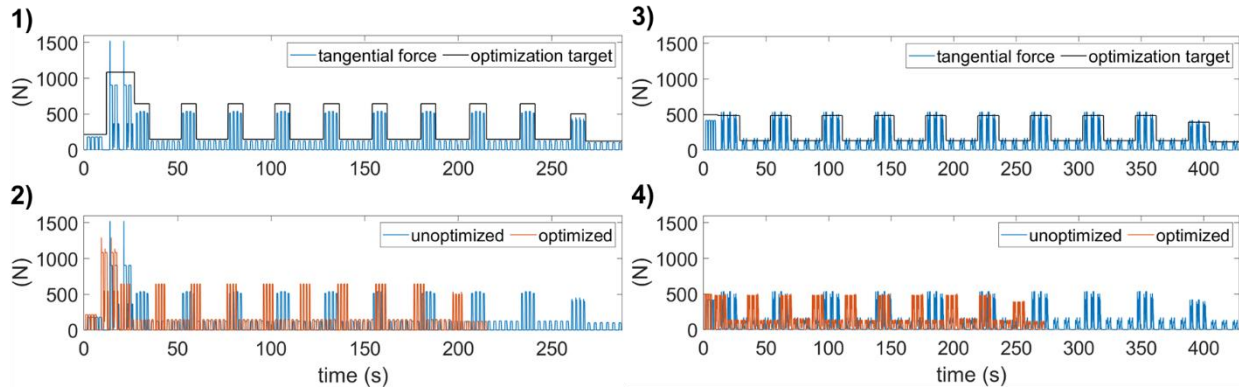 1)
1500
1000
500
0
(N)
tangential force
optimization target
0 50 100 150 200 250
2)
1500
1000
500
0
(N)
unoptimized
optimized
0 50 100 150 200 250
time (s)
3)
1500
1000
500
0
(N)
tangential force
optimization target
0 50 100 150 200 250 300 350 400
4)
1500
1000
500
0
(N)
unoptimized
optimized
0 50 100 150 200 250 300 350 400
time (s)